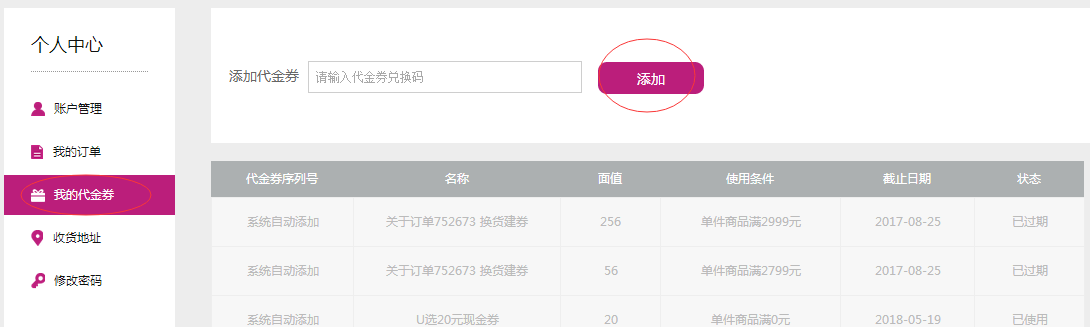 个人中心
账户管理
我的订单
我的代金券
收货地址
修改密码
添加代金券 请输入代金券兑换码 添加
代金券序列号 名称 面值 使用条件 截止日期 状态
系统自动添加 关于订单752673 换货建券 256 单件商品满2999元 2017-08-25 已过期
系统自动添加 关于订单752673 换货建券 56 单件商品满2799元 2017-08-25 已过期
系统自动添加 U选20元现金券 20 单件商品满0元 2018-05-19 已使用